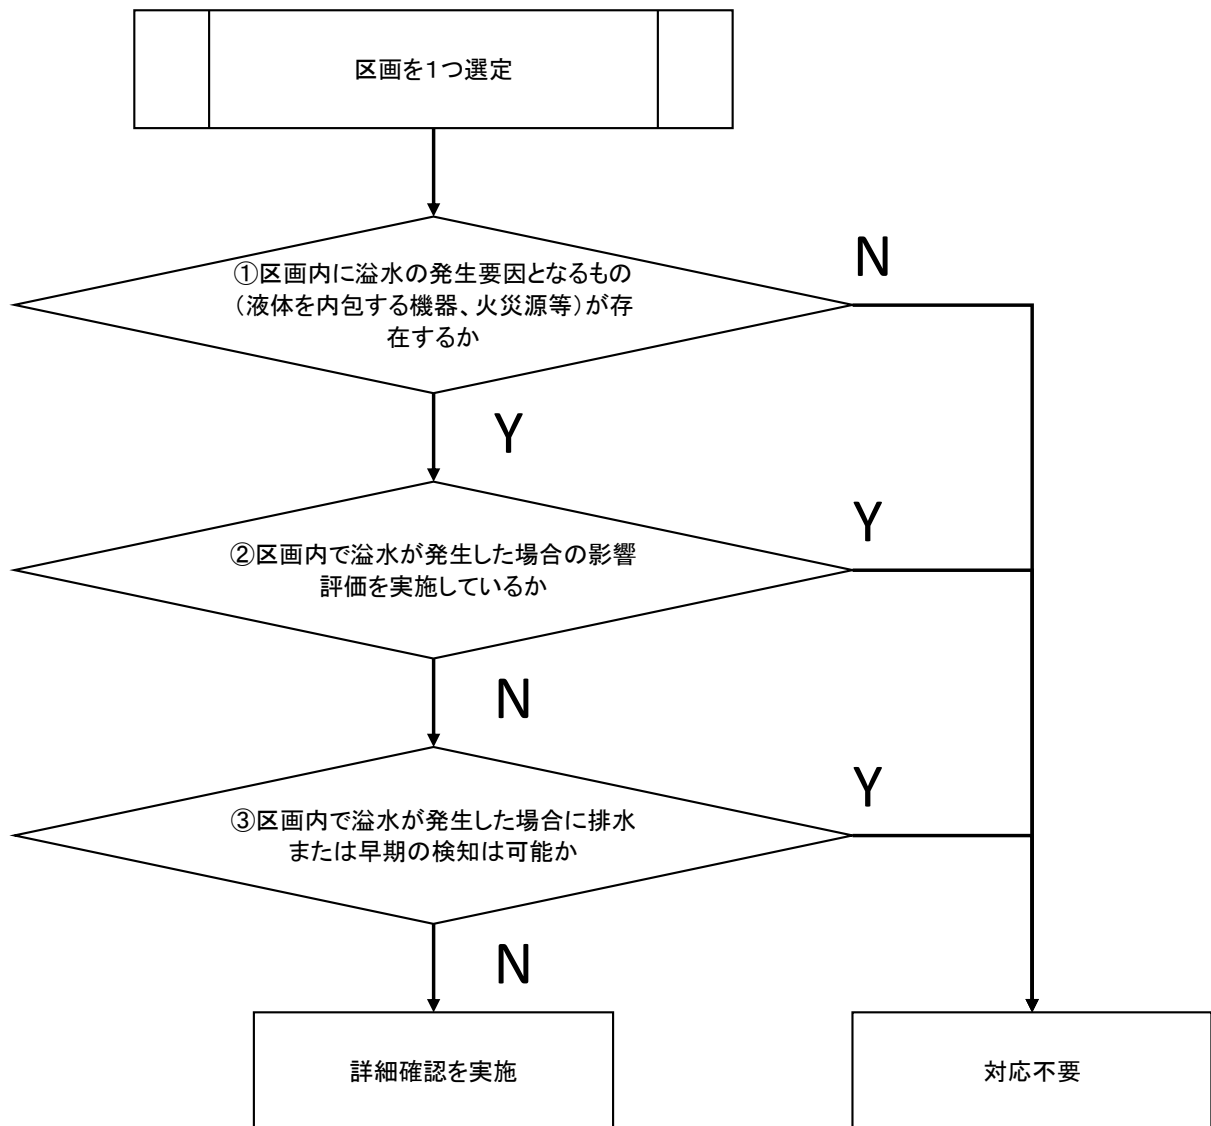 区画を1つ選定
①区画内に溢水の発生要因となるもの
（液体を内包する機器、火災源等）が存
在するか
N
Y
②区画内で溢水が発生した場合の影響
評価を実施しているか
Y
N
③区画内で溢水が発生した場合に排水
または早期の検知は可能か
Y
N
詳細確認を実施
対応不要